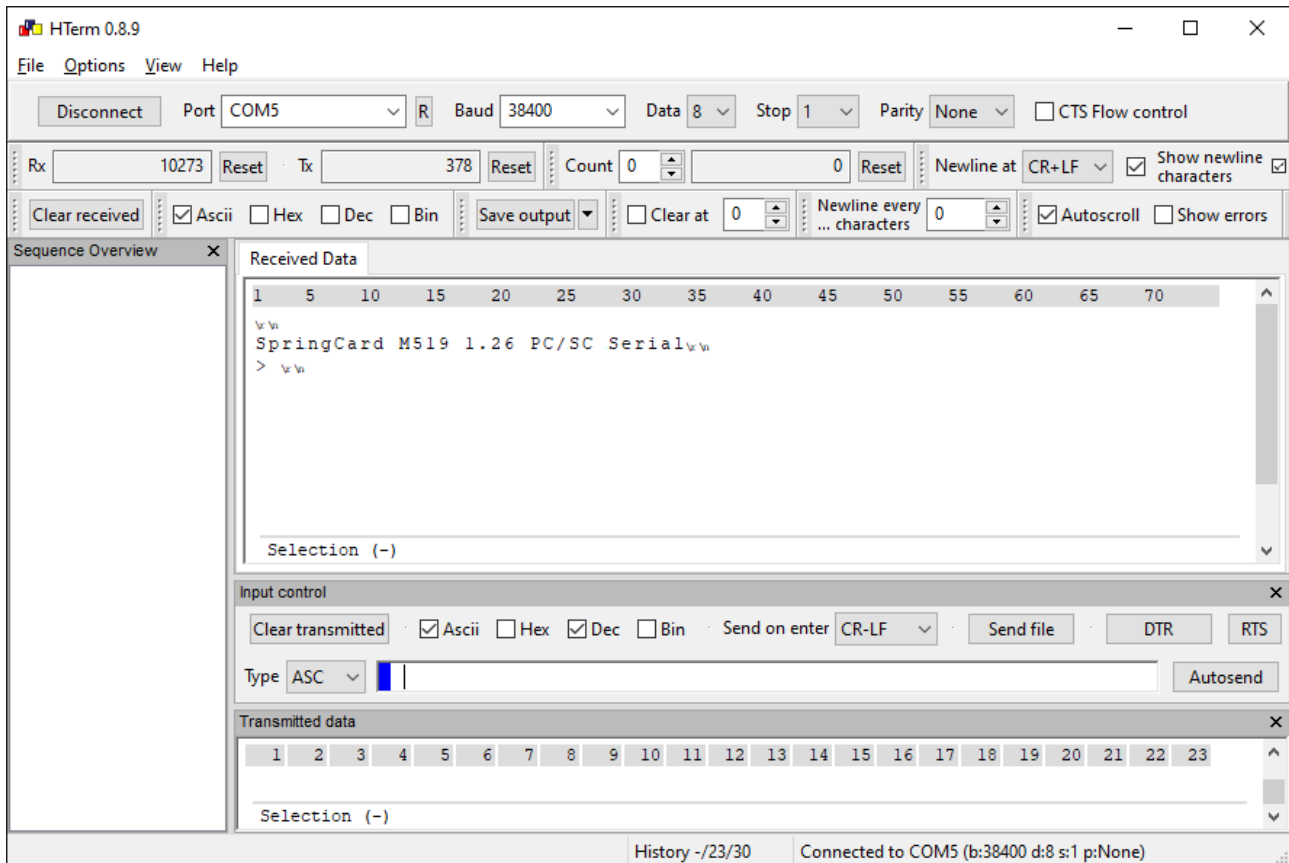 HTerm 0.8.9
File Options View Help
Disconnect Port COM5 R Baud 38400 Data 8 Stop 1 Parity None CTS Flow control
Rx 10273 Reset Tx 378 Reset Count 0 0 Reset Newline at CR+LF Show newline
characters
Clear received Ascii Hex Dec Bin Save output Clear at 0 Newline every
... characters 0 Autoscroll Show errors
Sequence Overview
Received Data
1 5 10 15 20 25 30 35 40 45 50 55 60 65 70
\r\n
SpringCard M519 1.26 PC/SC Serial\r\n
> \r\n
Selection (-)
Input control
Clear transmitted Ascii Hex Dec Bin Send on enter CR-LF Send file DTR RTS
Type ASC Autosend
Transmitted data
1 2 3 4 5 6 7 8 9 10 11 12 13 14 15 16 17 18 19 20 21 22 23
Selection (-)
History -/23/30 Connected to COM5 (b:38400 d:8 s:1 p:None)